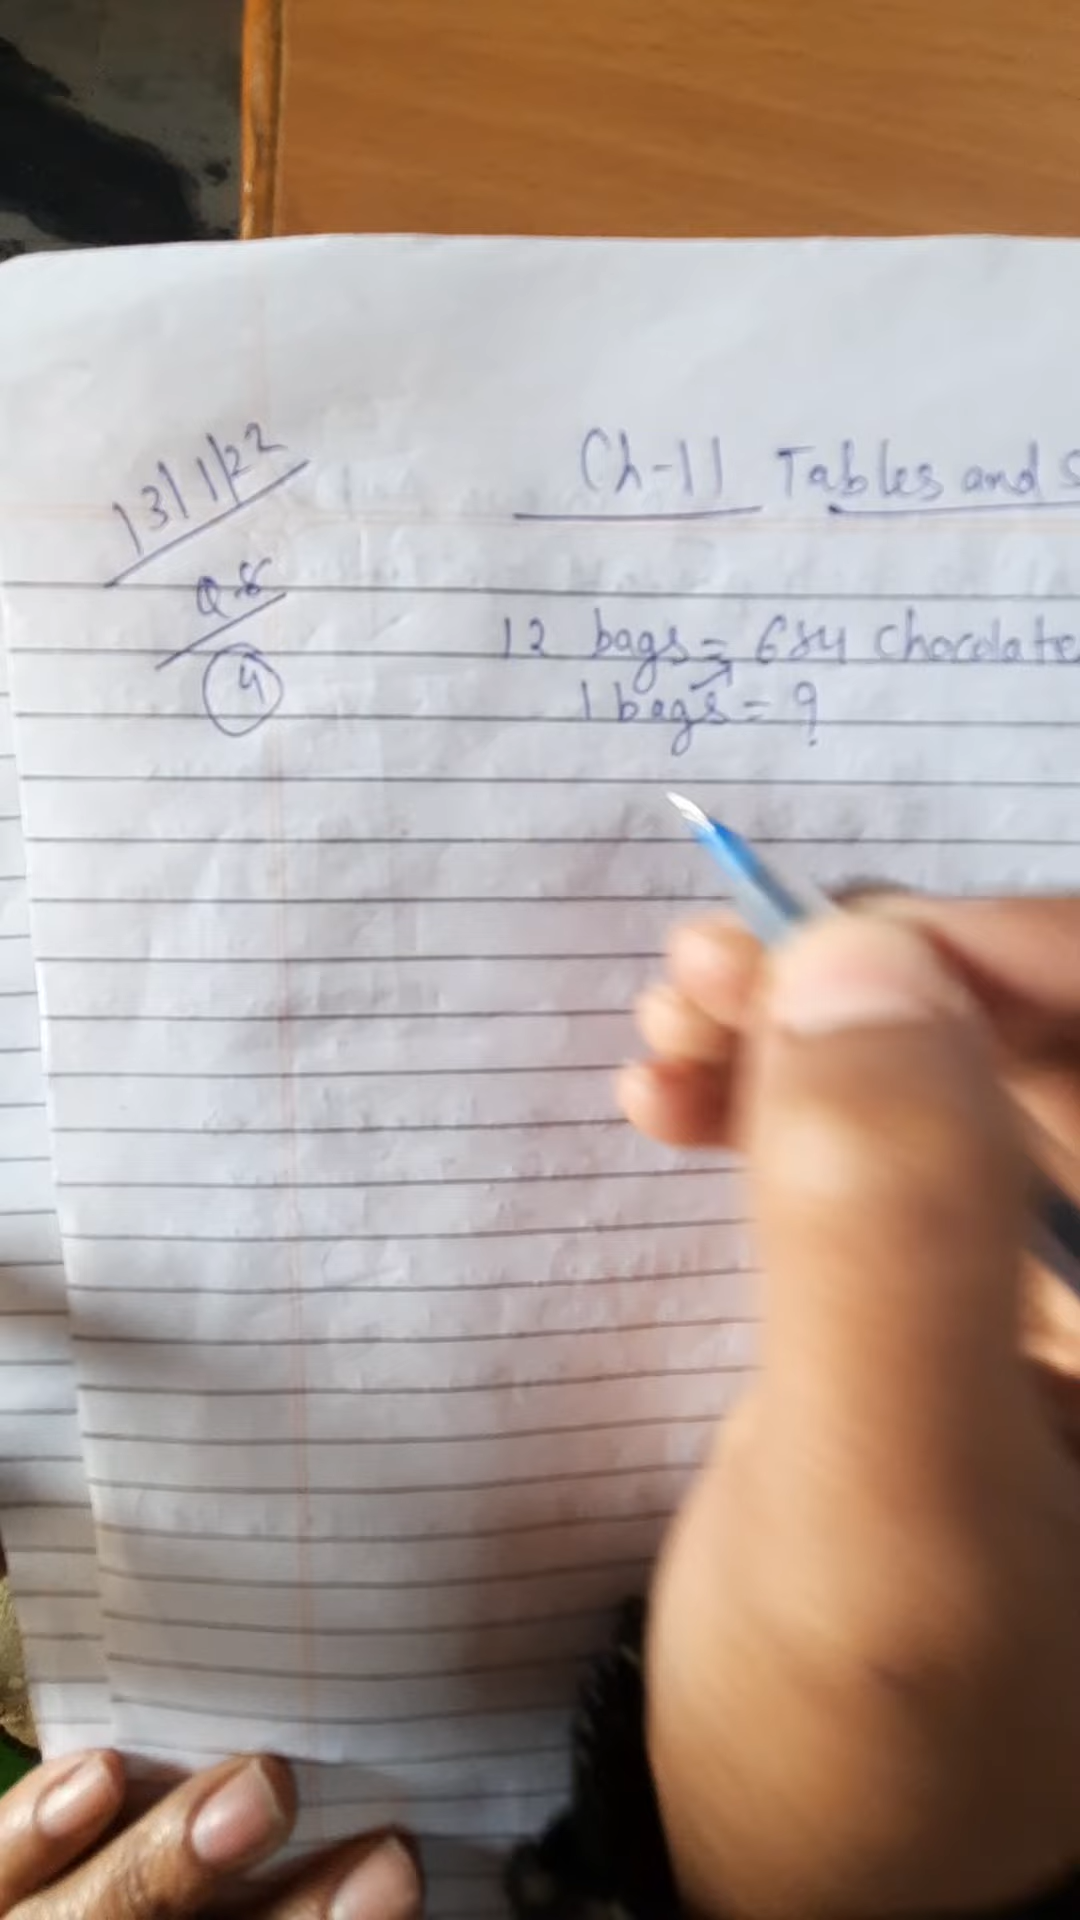 13/1/22
Ch-11 Tables and S
Q-8
4
12 bags = 684 Chocolate
1 bags = ?